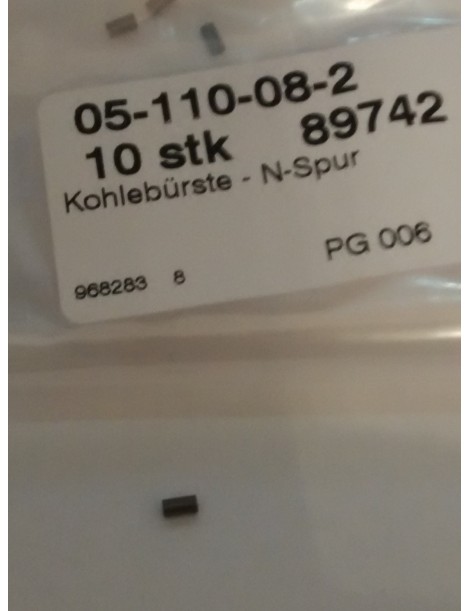 05-110-08-2
10 stk 89742
Kohlebürste - N-Spur
968283 8 PG 006